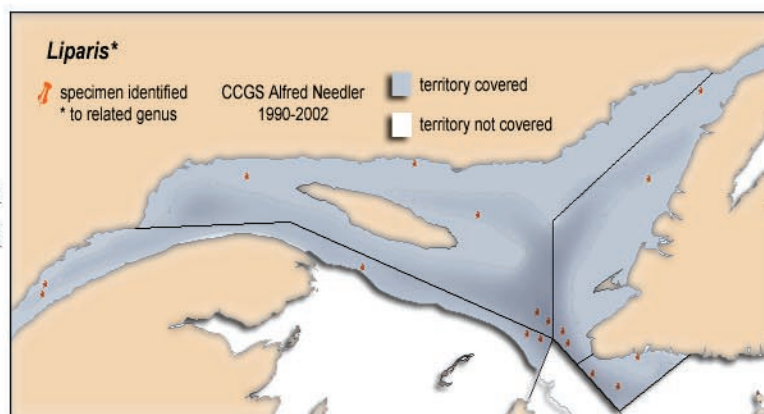 Liparis*
specimen identified
* to related genus
CCGS Alfred Needler
1990-2002
territory covered
territory not covered